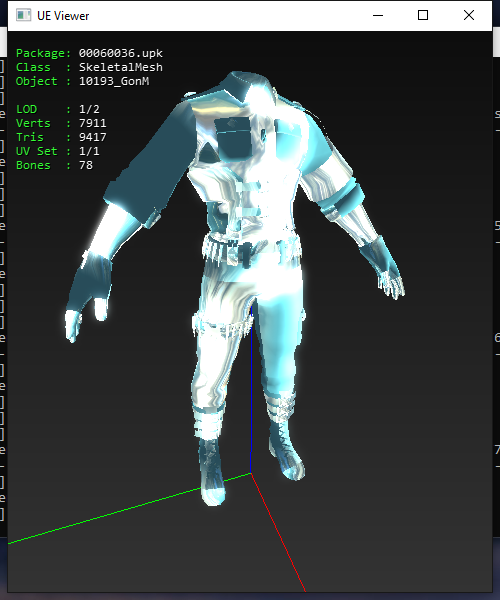 UE Viewer
Package: 00060036.upk
Class : SkeletalMesh
Object : 10193_GonM
LOD : 1/2
Verts : 7911
Tris : 9417
UV Set : 1/1
Bones : 78